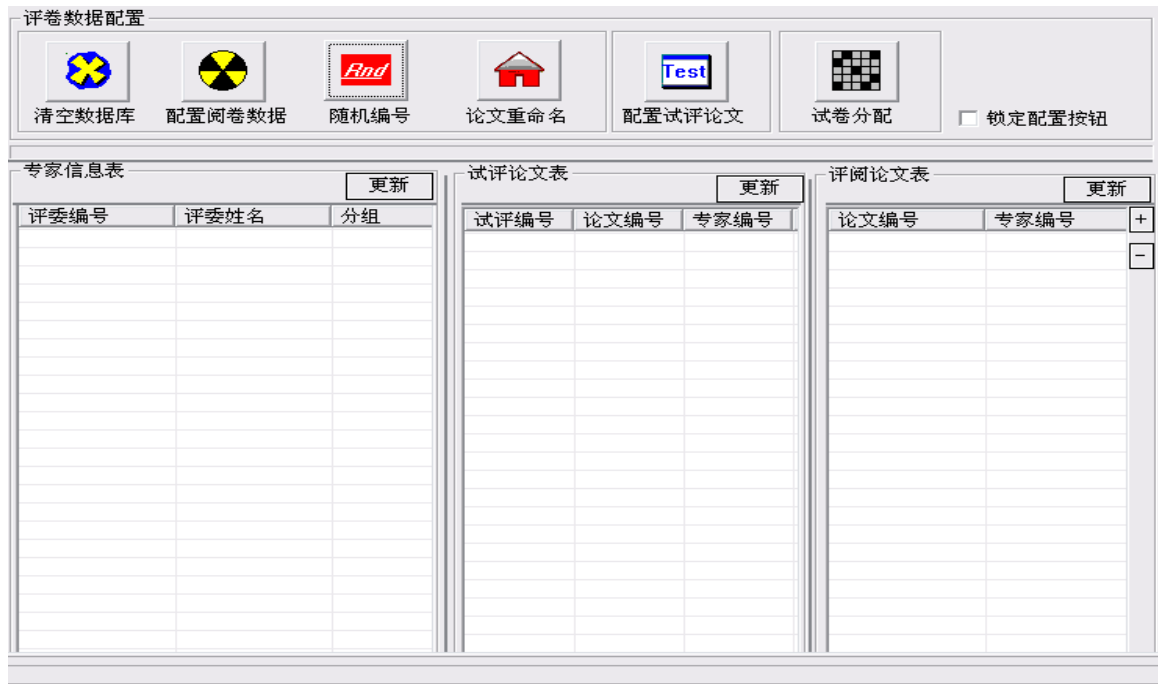 评卷数据配置
Rnd
Test
清空数据库 配置阅卷数据 随机编号 论文重命名 配置试评论文 试卷分配 锁定配置按钮
专家信息表 更新 试评论文表 更新 评阅论文表 更新
评委编号 评委姓名 分组 试评编号 论文编号 专家编号 论文编号 专家编号 +
-